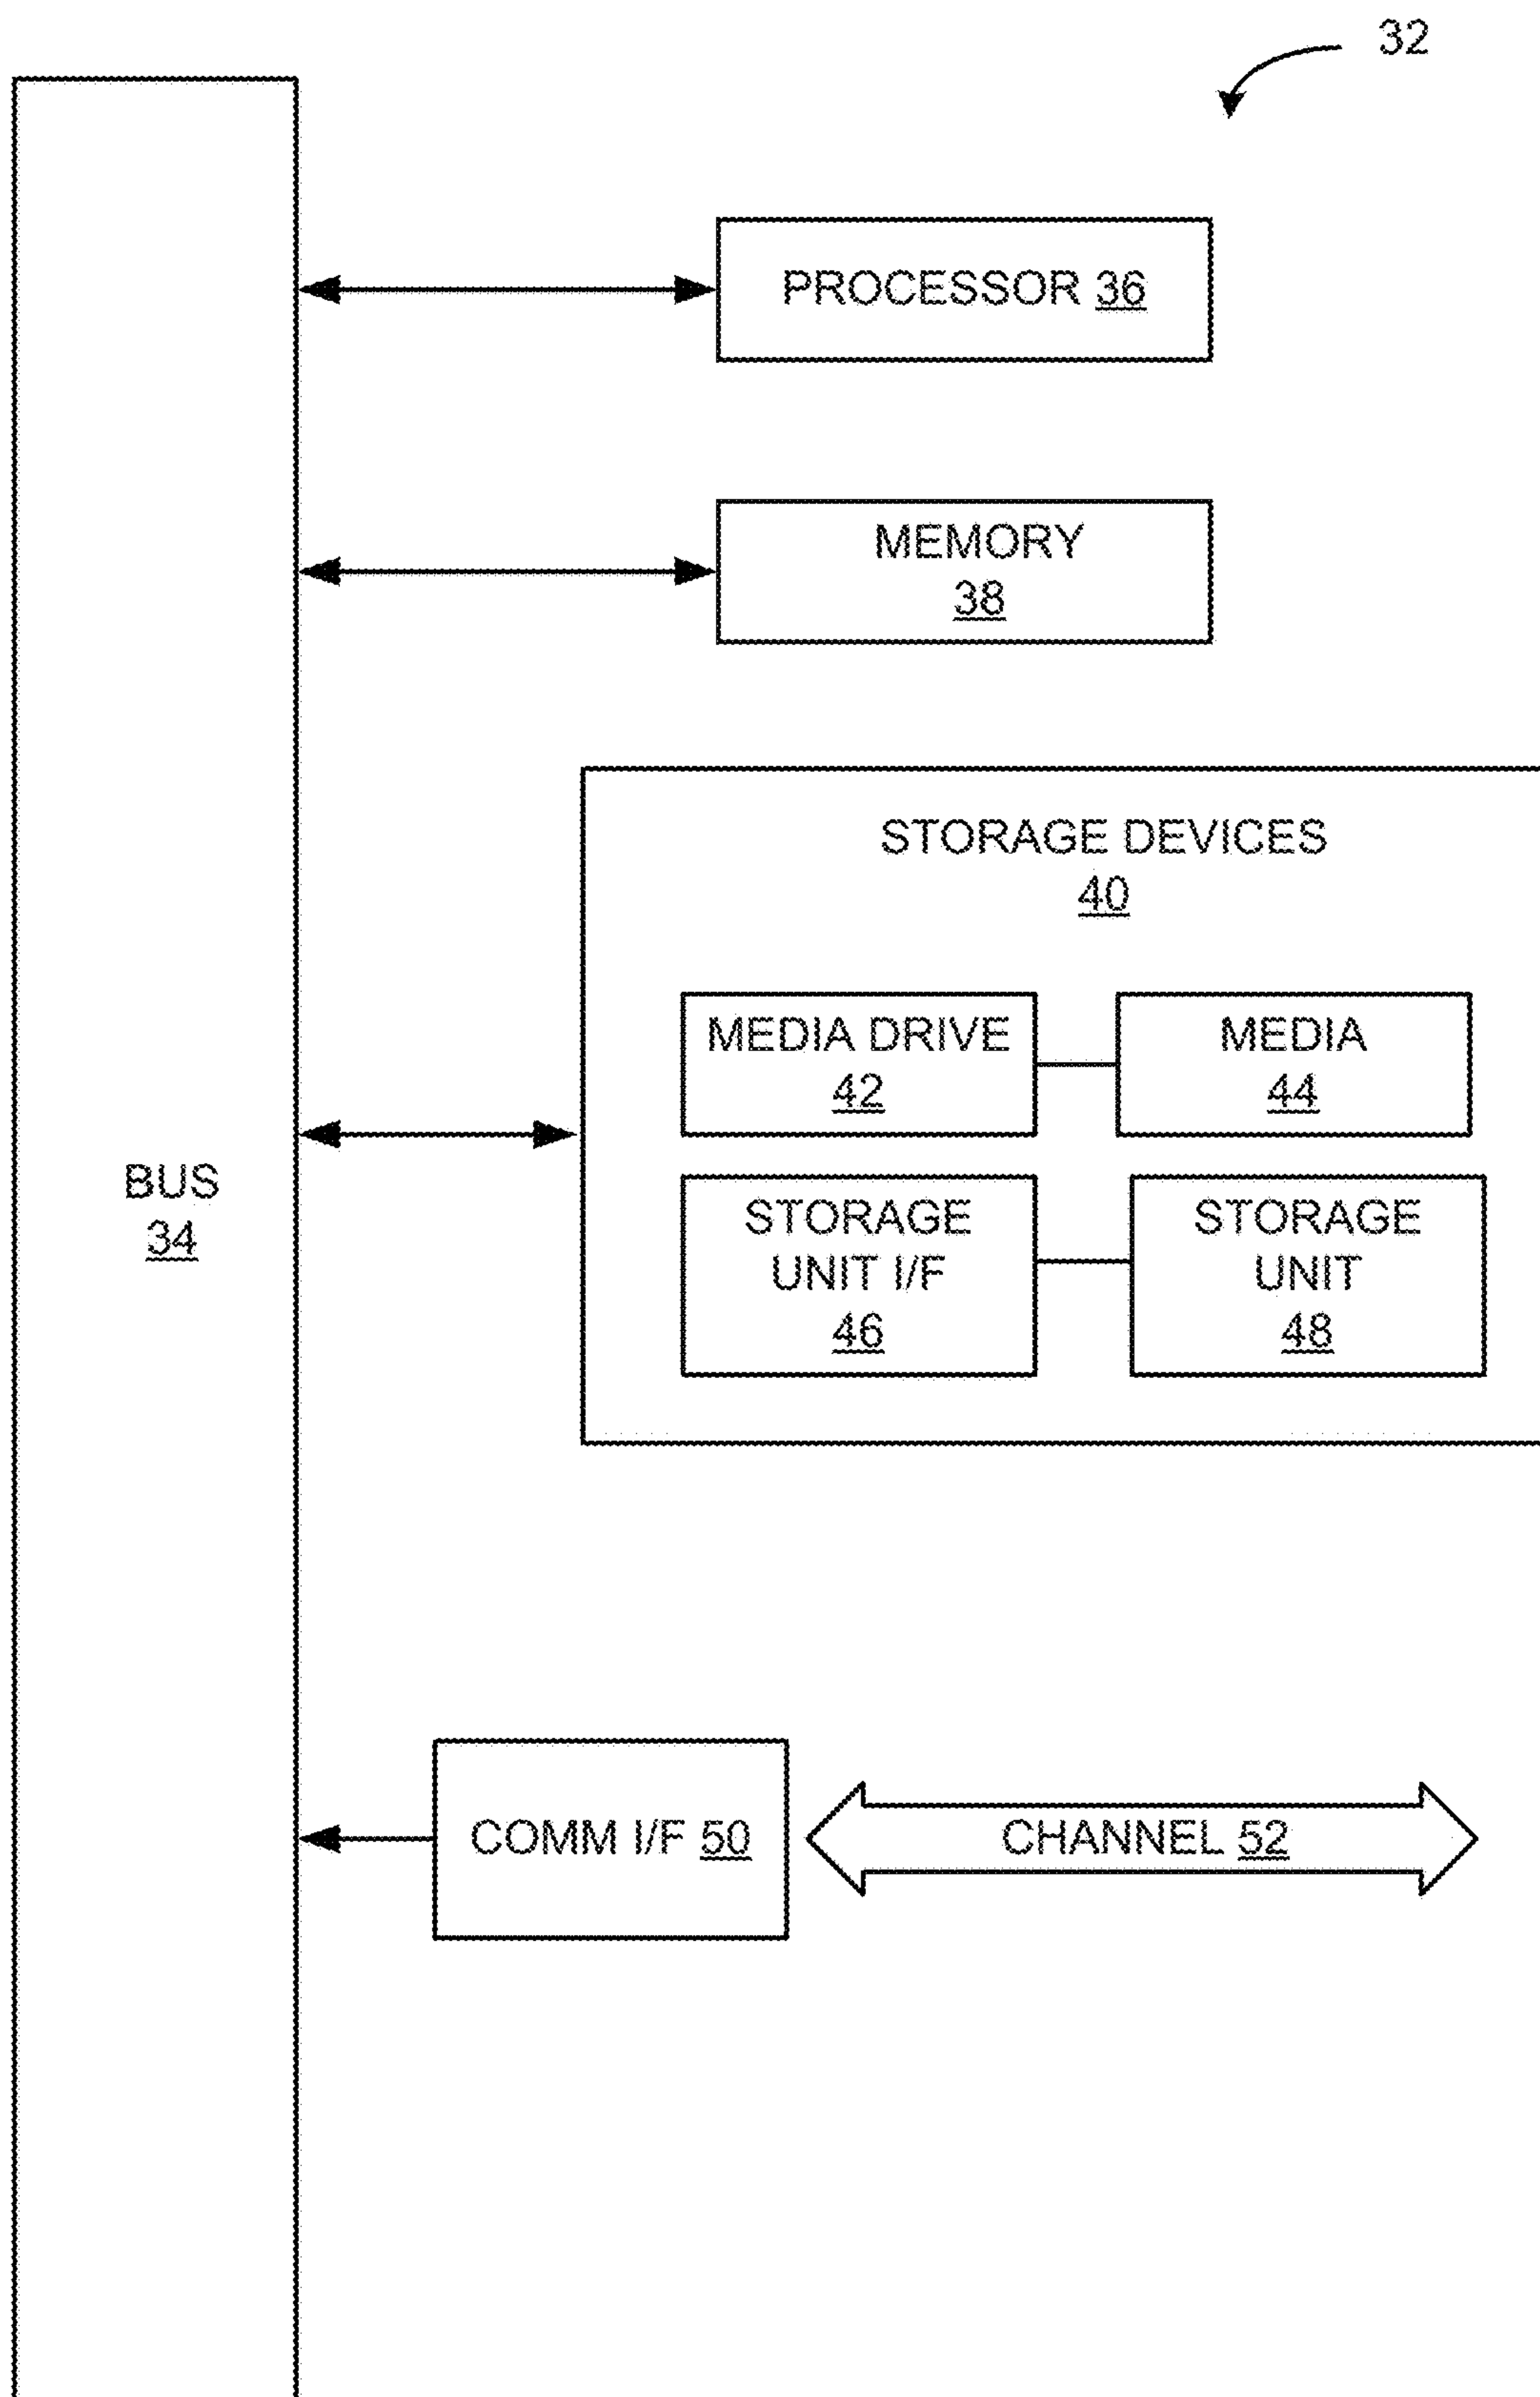 32
PROCESSOR 36
MEMORY
38
STORAGE DEVICES
40
MEDIA DRIVE
42
MEDIA
44
BUS
34
STORAGE
UNIT I/F
46
STORAGE
UNIT
48
COMM I/F 50
CHANNEL 52